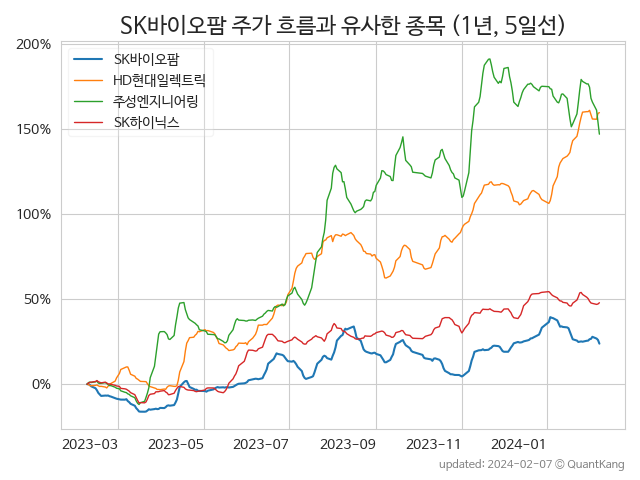 SK바이오팜 주가 흐름과 유사한 종목 (1년, 5일선)
200%
150%
100%
50%
0%
SK바이오팜
HD현대일렉트릭
주성엔지니어링
SK하이닉스
2023-03 2023-05 2023-07 2023-09 2023-11 2024-01
updated: 2024-02-07 © QuantKang